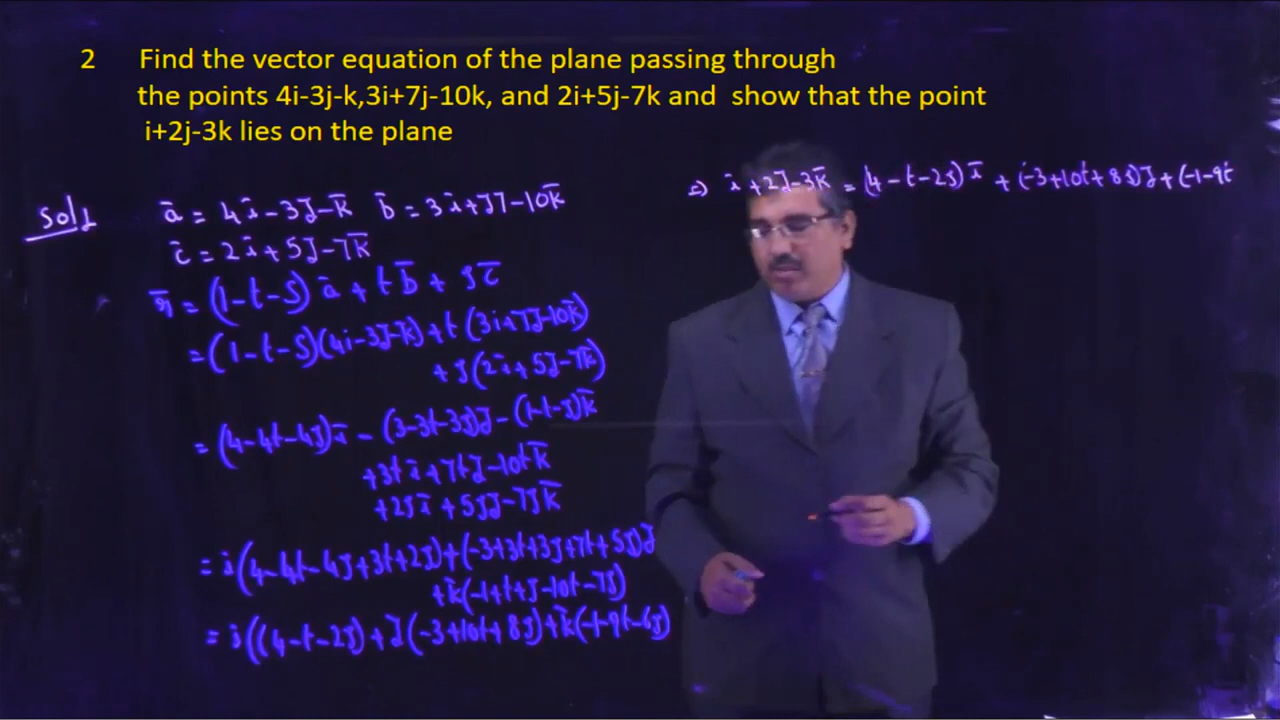 2 Find the vector equation of the plane passing through
the points 4i-3j-k,3i+7j-10k, and 2i+5j-7k and show that the point
i+2j-3k lies on the plane
Sol
ā = 4ī - 3J̄ - k̄ b̄ = 3ī + 7J̄ - 10k̄
c̄ = 2ī + 5J̄ - 7k̄
r̄ = (1-t-s) ā + t b̄ + s c̄
= (1-t-s)(4i-3J-k̄) + t(3i+7J-10k̄)
+ s(2ī+5J-7k̄)
= (4-4t-4s)ī - (3-3t-3s)J - (1-t-s)k̄
+3t ī + 7t J - 10t k̄
+2s ī + 5s J - 7s k̄
= i(4-4t-4s+3t+2s)+(-3+3t+3s+7t+5s)J̄
+k̄(-1+t+s-10t-7s)
= i((4-t-2s)+J̄(-3+10t+8s)+k̄(-1-9t-6s)
⇒ ī+2J-3k̄ = (4-t-2s)ī + (-3+10t+8s)J̄+(-1-9t